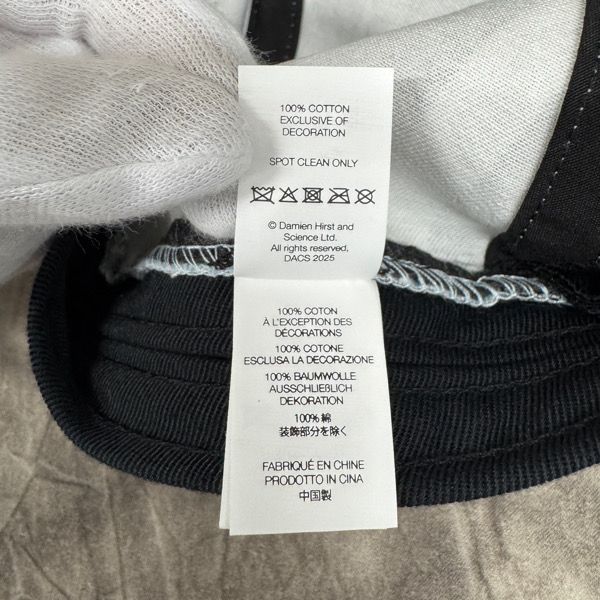 100% COTTON
EXCLUSIVE OF
DECORATION
SPOT CLEAN ONLY
© Damien Hirst and
Science Ltd.
All rights reserved,
DACS 2025
100% COTON
À L'EXCEPTION DES
DÉCORATIONS
100% COTONE
ESCLUSA LA DECORAZIONE
100% BAUMWOLLE
AUSSCHLIEßLICH
DEKORATION
100% 綿
装飾部分を除く
FABRIQUÉ EN CHINE
PRODOTTO IN CINA
中国製